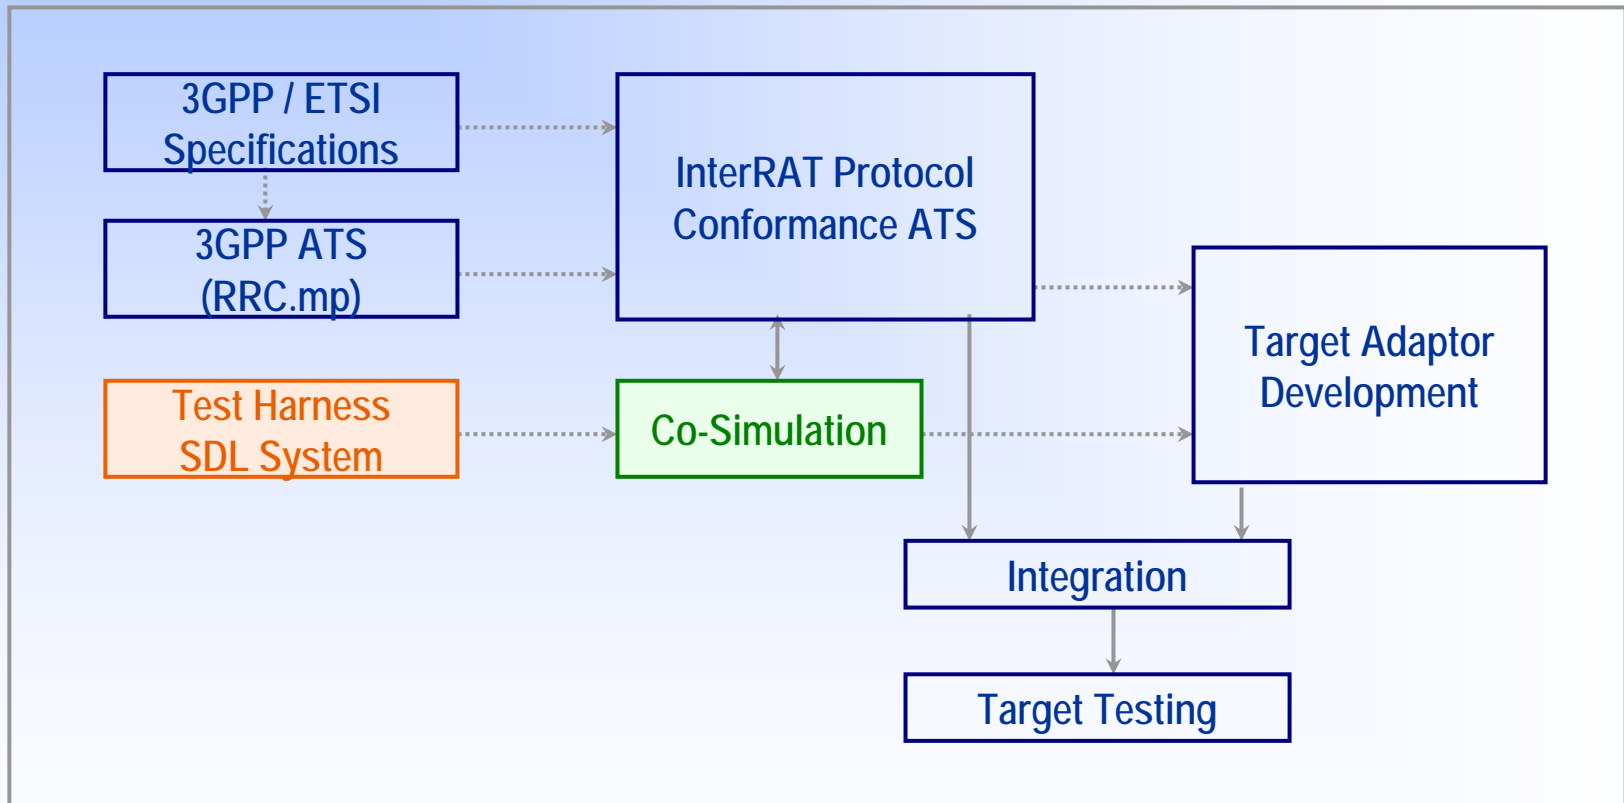 3GPP / ETSI
Specifications
InterRAT Protocol
Conformance ATS
3GPP ATS
(RRC.mp)
Target Adaptor
Development
Test Harness
SDL System
Co-Simulation
Integration
Target Testing